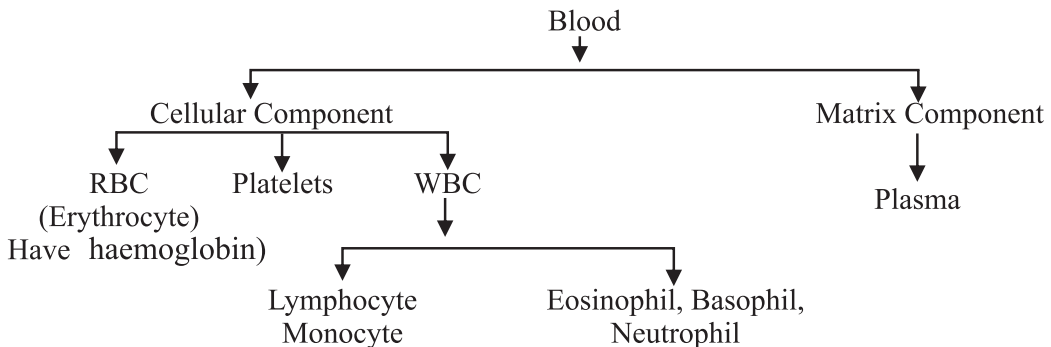 Blood
Cellular Component
Matrix Component
RBC
(Erythrocyte)
Have haemoglobin)
Platelets
WBC
Plasma
Lymphocyte
Monocyte
Eosinophil, Basophil,
Neutrophil